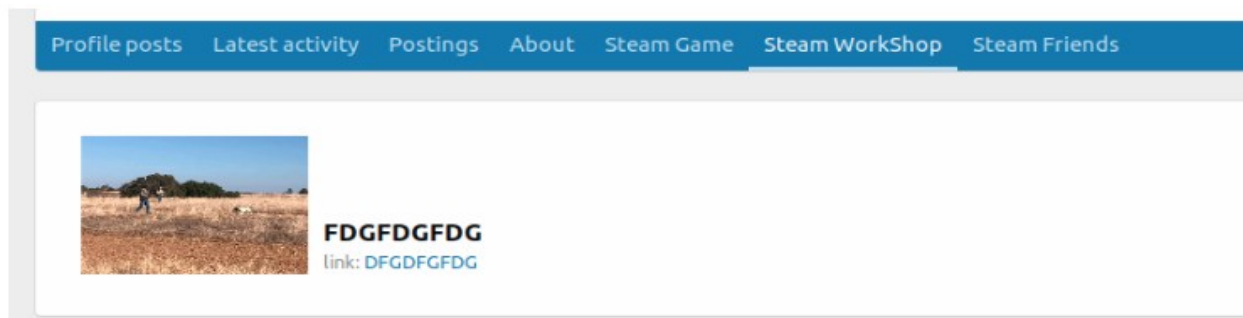 Profile posts Latest activity Postings About Steam Game Steam WorkShop Steam Friends
FDGFDGFDG
link: DFGDFGFDG